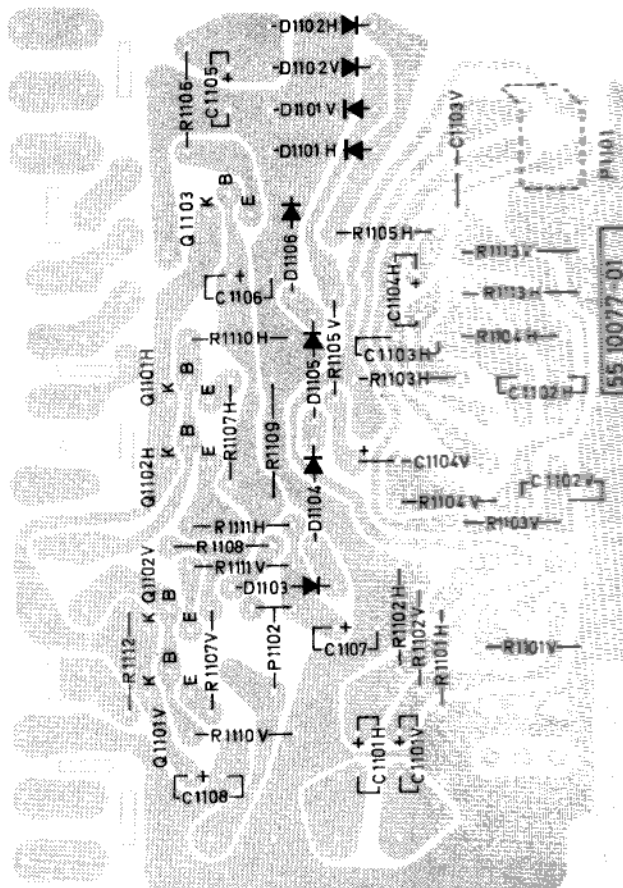 D1102H
D1102V
D1101V
D1101H
R1106
C1105
+
C1103V
P1101
Q1103
K
B
E
D1106
R1105H
C1104H
+
R1113V
R1113H
55 10077-01
+
C1106
R1110H
D1105
R1105V
C1103H
R1104H
R1103H
C1102H
Q1101H
K
B
E
R1107H
R1109
Q1102H
K
B
E
D1104
+
C1104V
R1104V
C1102V
R1103V
R1111H
R1108
R1111V
D1103
Q1102V
K
B
E
R1112
R1107V
P1102
+
C1107
R1102H
R1102V
R1101H
R1101V
K
B
E
Q1101V
R1110V
+
C1108
+
C1101H
+
C1101V